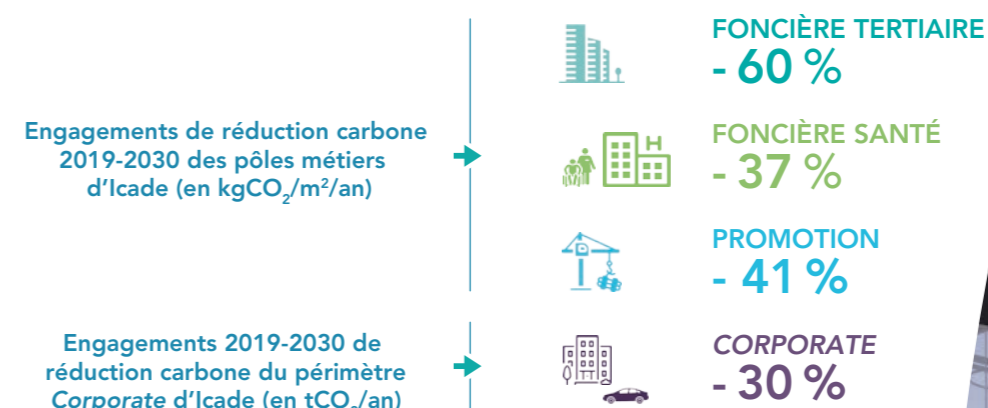 Engagements de réduction carbone
2019-2030 des pôles métiers
d'Icade (en kgCO₂/m²/an)
FONCIÈRE TERTIAIRE
- 60 %
FONCIÈRE SANTÉ
- 37 %
PROMOTION
- 41 %
Engagements 2019-2030 de
réduction carbone du périmètre
Corporate d'Icade (en tCO₂/an)
CORPORATE
- 30 %
H